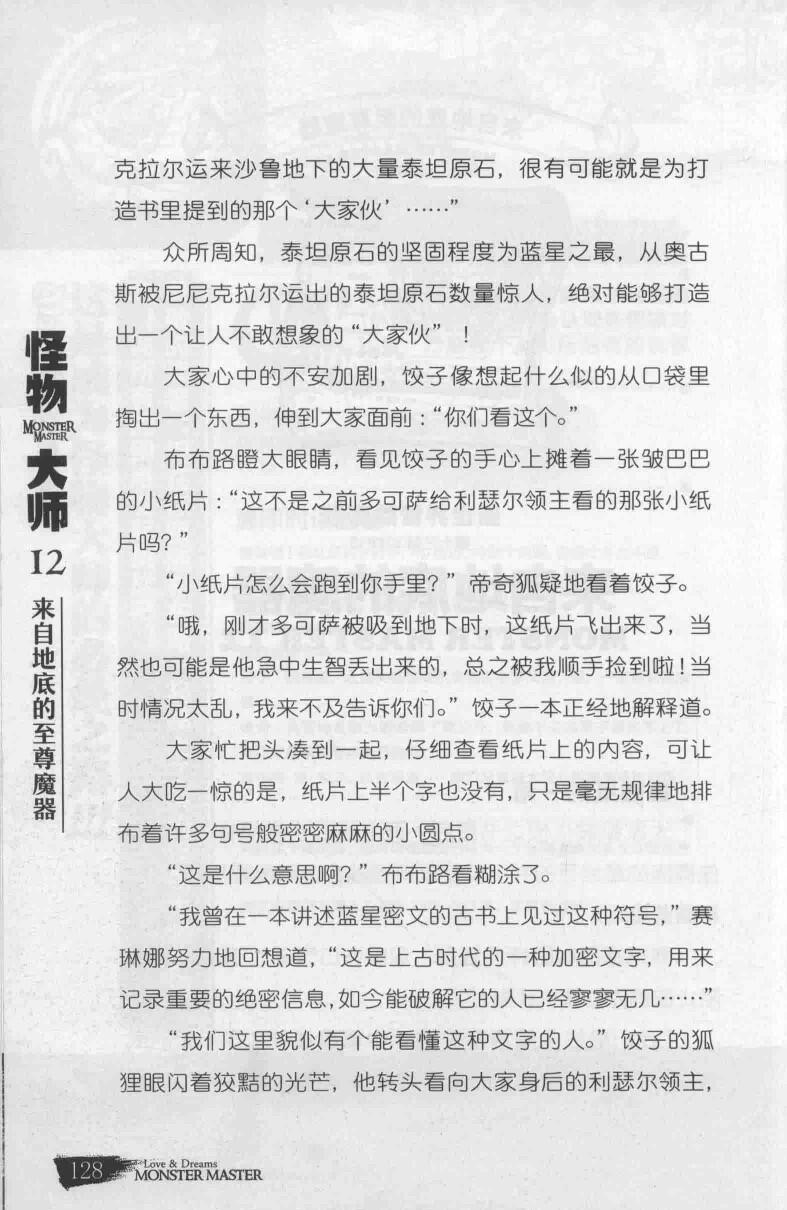 克拉尔运来沙鲁地下的大量泰坦原石，很有可能就是为打
造书里提到的那个‘大家伙’……”
众所周知，泰坦原石的坚固程度为蓝星之最，从奥古
斯被尼尼克拉尔运出的泰坦原石数量惊人，绝对能够打造
出一个让人不敢想象的“大家伙”！
大家心中的不安加剧，饺子像想起什么似的从口袋里
掏出一个东西，伸到大家面前：“你们看这个。”
布布路瞪大眼睛，看见饺子的手心上摊着一张皱巴巴
的小纸片：“这不是之前多可萨给利瑟尔领主看的那张小纸
片吗？”
“小纸片怎么会跑到你手里？”帝奇狐疑地看着饺子。
“哦，刚才多可萨被吸到地下时，这纸片飞出来了，当
然也可能是他急中生智丢出来的，总之被我顺手捡到啦！当
时情况太乱，我来不及告诉你们。”饺子一本正经地解释道。
大家忙把头凑到一起，仔细查看纸片上的内容，可让
人大吃一惊的是，纸片上半个字也没有，只是毫无规律地排
布着许多句号般密密麻麻的小圆点。
“这是什么意思啊？”布布路看糊涂了。
“我曾在一本讲述蓝星密文的古书上见过这种符号，”赛
琳娜努力地回想道，“这是上古时代的一种加密文字，用来
记录重要的绝密信息，如今能破解它的人已经寥寥无几……”
“我们这里貌似有个能看懂这种文字的人。”饺子的狐
狸眼闪着狡黠的光芒，他转头看向大家身后的利瑟尔领主，
怪物
MONSTER
MASTER
大师
12
来自地底的至尊魔器
128
Love & Dreams
MONSTER MASTER